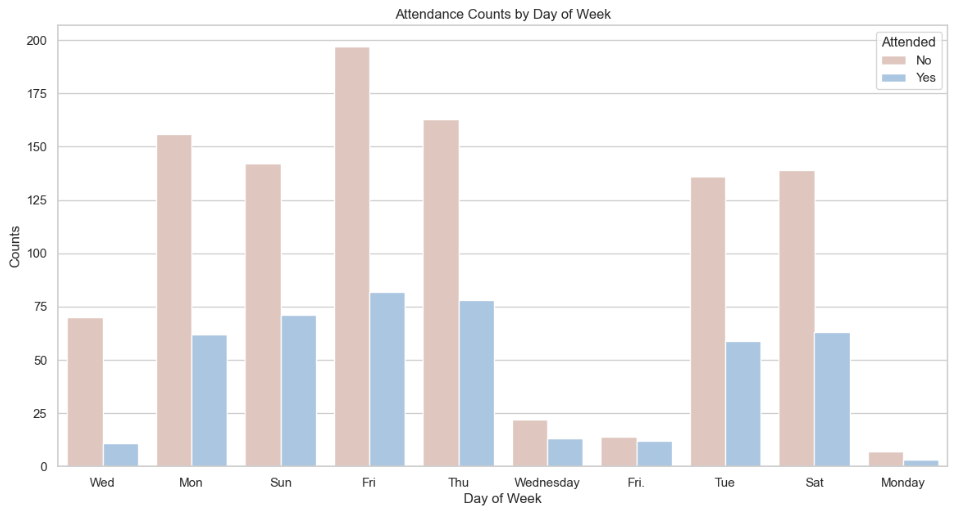 Attendance Counts by Day of Week
Attended
No
Yes
Counts
200
175
150
125
100
75
50
25
0
Wed Mon Sun Fri Thu Wednesday Fri. Tue Sat Monday
Day of Week